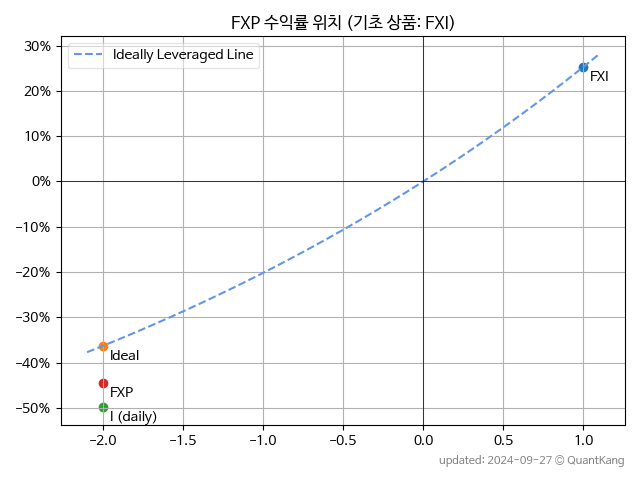 FXP 수익률 위치 (기초 상품: FXI)
30%
20%
10%
0%
-10%
-20%
-30%
-40%
-50%
Ideally Leveraged Line
FXI
Ideal
FXP
I (daily)
-2.0 -1.5 -1.0 -0.5 0.0 0.5 1.0
updated: 2024-09-27 © QuantKang